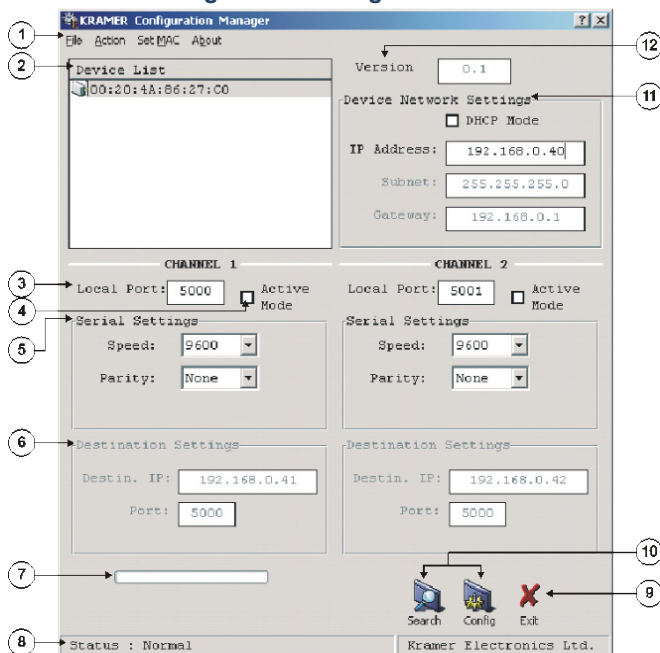 KRAMER Configuration Manager
1
File Action Set MAC About
2
Device List
00:20:4A:86:27:C0
Version 0.1
12
Device Network Settings
11
DHCP Mode
IP Address: 192.168.0.40
Subnet: 255.255.255.0
Gateway: 192.168.0.1
CHANNEL 1
CHANNEL 2
3
Local Port: 5000
Active Mode
Local Port: 5001
Active Mode
4
5
Serial Settings
Speed: 9600
Parity: None
Serial Settings
Speed: 9600
Parity: None
6
Destination Settings
Destin. IP: 192.168.0.41
Port: 5000
Destination Settings
Destin. IP: 192.168.0.42
Port: 5000
7
10
Search Config Exit
9
8
Status : Normal
Kramer Electronics Ltd.